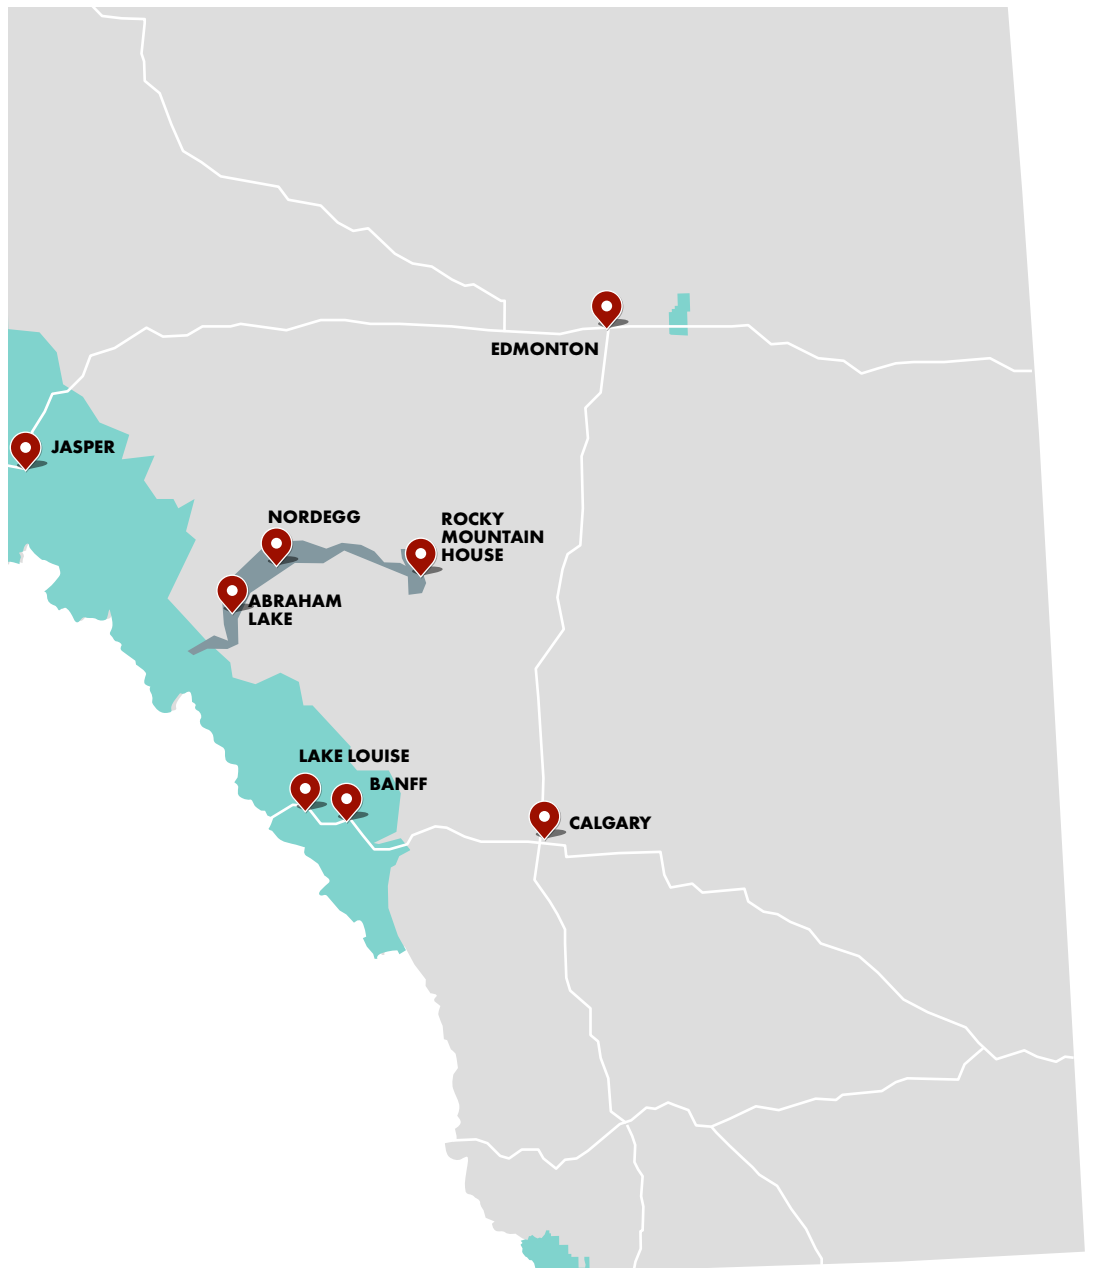 EDMONTON
JASPER
NORDEGG
ROCKY
MOUNTAIN
HOUSE
ABRAHAM
LAKE
LAKE LOUISE
BANFF
CALGARY